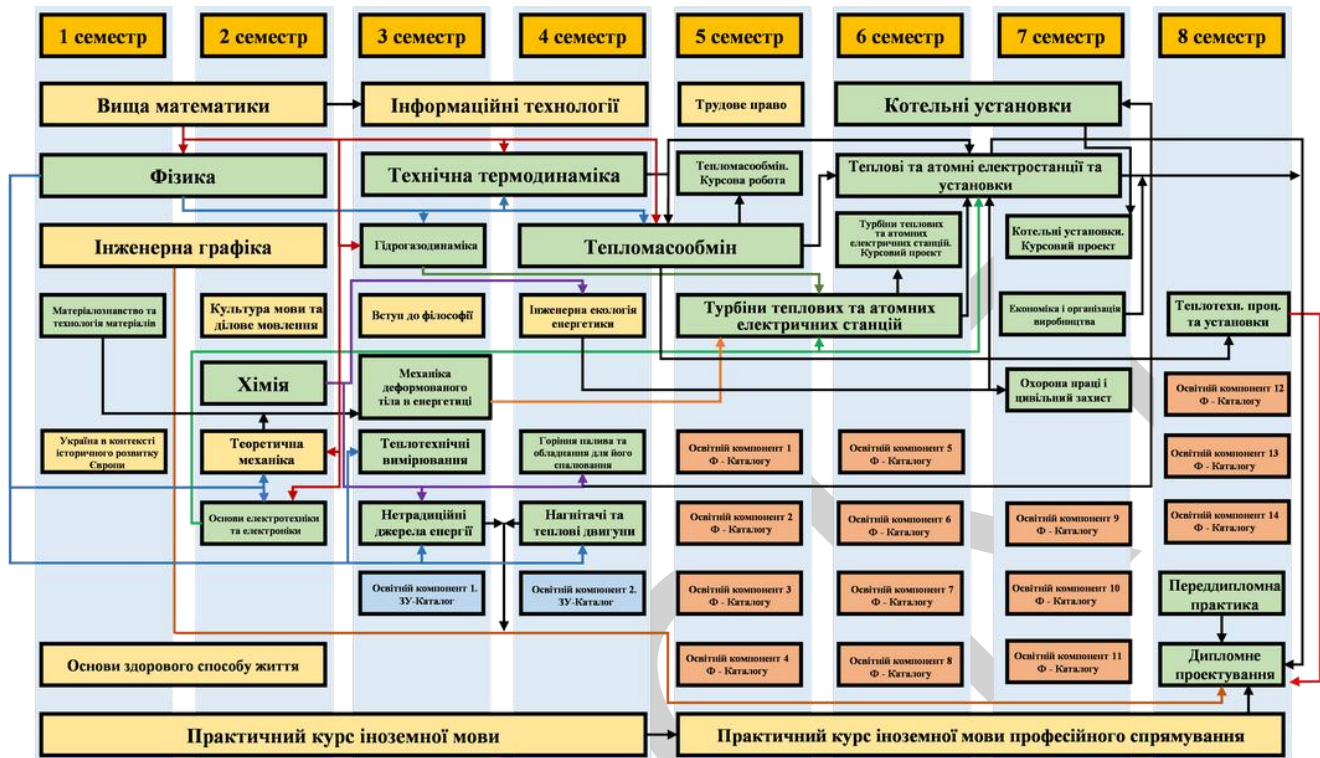 1 семестр
2 семестр
3 семестр
4 семестр
5 семестр
6 семестр
7 семестр
8 семестр
Вища математики
Інформаційні технології
Трудове право
Котельні установки
Фізика
Технічна термодинаміка
Тепломасообмін.
Курсова робота
Теплові та атомні електростанції та
установки
Інженерна графіка
Гідрогазодинаміка
Тепломасообмін
Турбіни теплових
та атомних
електричних станцій.
Курсовий проект
Котельні установки.
Курсовий проект
Матеріалознавство та
технологія матеріалів
Культура мови та
ділове мовлення
Вступ до філософії
Інженерна екологія
енергетики
Турбіни теплових та атомних
електричних станцій
Економіка і організація
виробництва
Теплотехн. проц.
та установки
Хімія
Механіка
деформованого
тіла в енергетиці
Охорона праці і
цивільний захист
Освітній компонент 12
Ф - Каталогу
Україна в контексті
історичного розвитку
Європи
Теоретична
механіка
Теплотехнічні
вимірювання
Горіння палива та
обладнання для його
спалювання
Освітній компонент 1
Ф - Каталогу
Освітній компонент 5
Ф - Каталогу
Освітній компонент 13
Ф - Каталогу
Основи електротехніки
та електроніки
Нетрадиційні
джерела енергії
Нагнітачі та
теплові двигуни
Освітній компонент 2
Ф - Каталогу
Освітній компонент 6
Ф - Каталогу
Освітній компонент 9
Ф - Каталогу
Освітній компонент 14
Ф - Каталогу
Освітній компонент 1.
ЗУ-Каталог
Освітній компонент 2.
ЗУ-Каталог
Освітній компонент 3
Ф - Каталогу
Освітній компонент 7
Ф - Каталогу
Освітній компонент 10
Ф - Каталогу
Переддипломна
практика
Основи здорового способу життя
Освітній компонент 4
Ф - Каталогу
Освітній компонент 8
Ф - Каталогу
Освітній компонент 11
Ф - Каталогу
Дипломне
проектування
Практичний курс іноземної мови
Практичний курс іноземної мови професійного спрямування